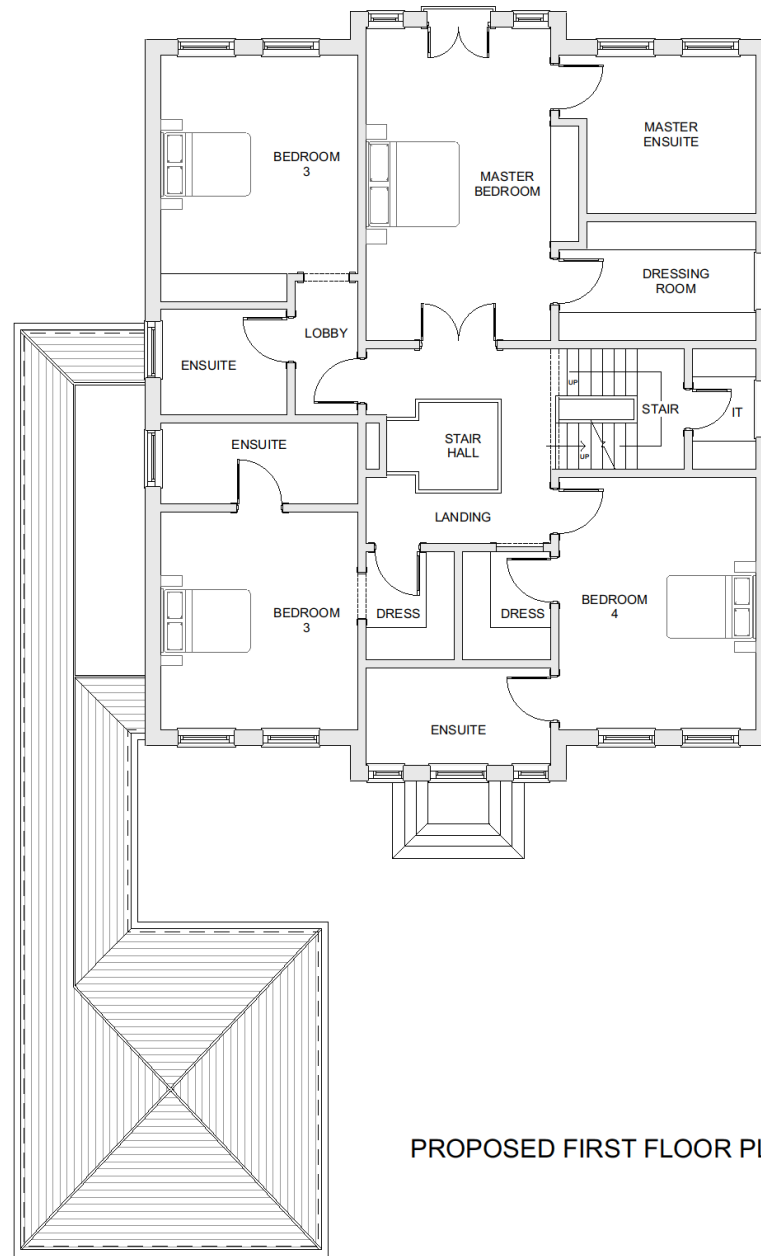 MASTER
ENSUITE
BEDROOM
3
MASTER
BEDROOM
DRESSING
ROOM
LOBBY
ENSUITE
UP
STAIR
IT
ENSUITE
STAIR
HALL
UP
LANDING
BEDROOM
3
DRESS
DRESS
BEDROOM
4
ENSUITE
PROPOSED FIRST FLOOR PL